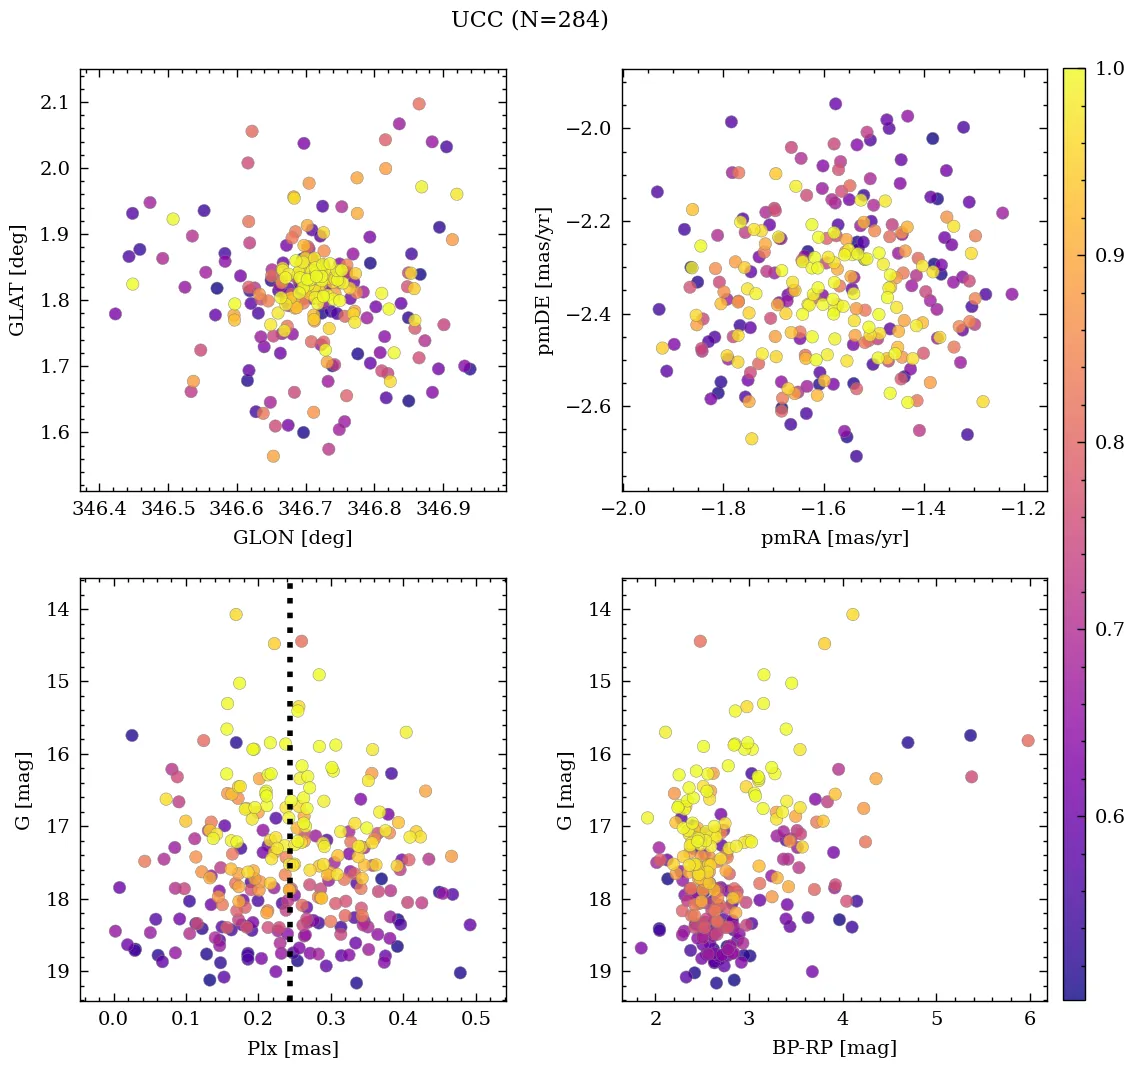 UCC (N=284)
2.1
2.0
1.9
1.8
1.7
1.6
GLAT [deg]
346.4 346.5 346.6 346.7 346.8 346.9
GLON [deg]
−2.0
−2.2
−2.4
−2.6
pmDE [mas/yr]
−2.0 −1.8 −1.6 −1.4 −1.2
pmRA [mas/yr]
14
15
16
17
18
19
G [mag]
0.0 0.1 0.2 0.3 0.4 0.5
Plx [mas]
14
15
16
17
18
19
G [mag]
2 3 4 5 6
BP-RP [mag]
1.0
0.9
0.8
0.7
0.6